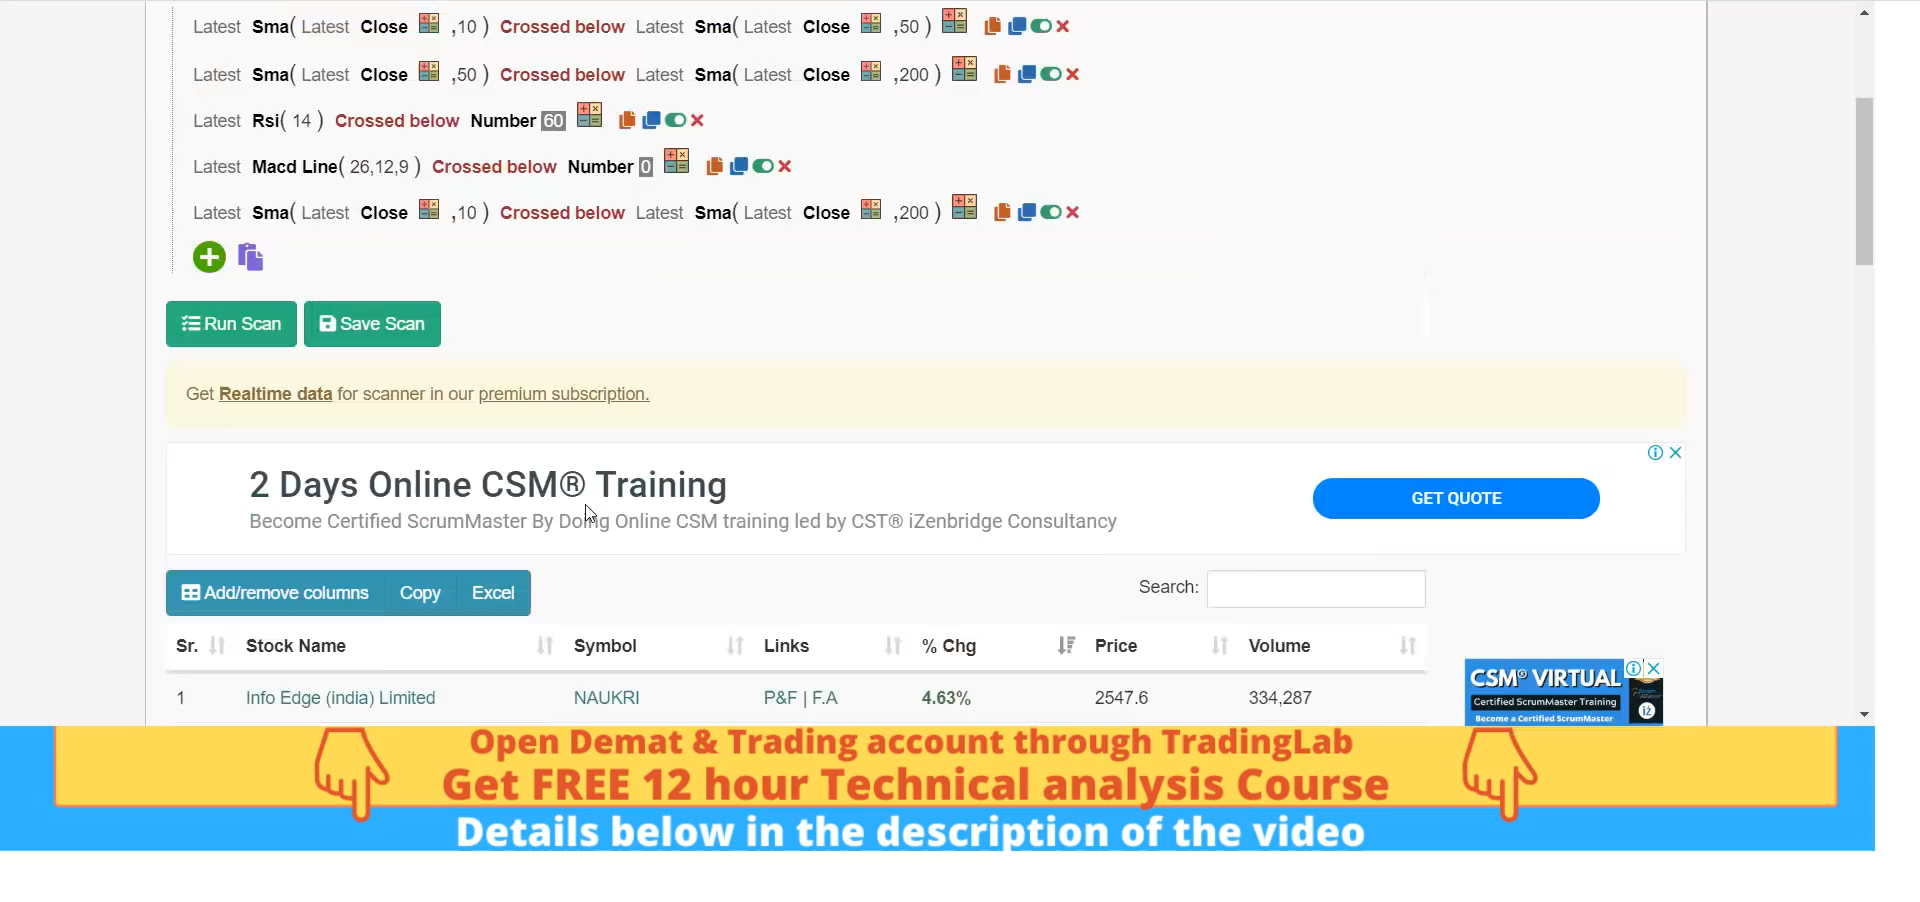 Latest Sma( Latest Close ,10 ) Crossed below Latest Sma( Latest Close ,50 )
Latest Sma( Latest Close ,50 ) Crossed below Latest Sma( Latest Close ,200 )
Latest Rsi( 14 ) Crossed below Number 60
Latest Macd Line( 26,12,9 ) Crossed below Number 0
Latest Sma( Latest Close ,10 ) Crossed below Latest Sma( Latest Close ,200 )
Run Scan Save Scan
Get Realtime data for scanner in our premium subscription.
2 Days Online CSM® Training
Become Certified ScrumMaster By Doing Online CSM training led by CST® iZenbridge Consultancy
GET QUOTE
Add/remove columns Copy Excel
Search:
Sr. Stock Name Symbol Links % Chg Price Volume
1 Info Edge (india) Limited NAUKRI P&F | F.A 4.63% 2547.6 334,287
CSM® VIRTUAL
Certified ScrumMaster Training
Become a Certified ScrumMaster
iz
Open Demat & Trading account through TradingLab
Get FREE 12 hour Technical analysis Course
Details below in the description of the video